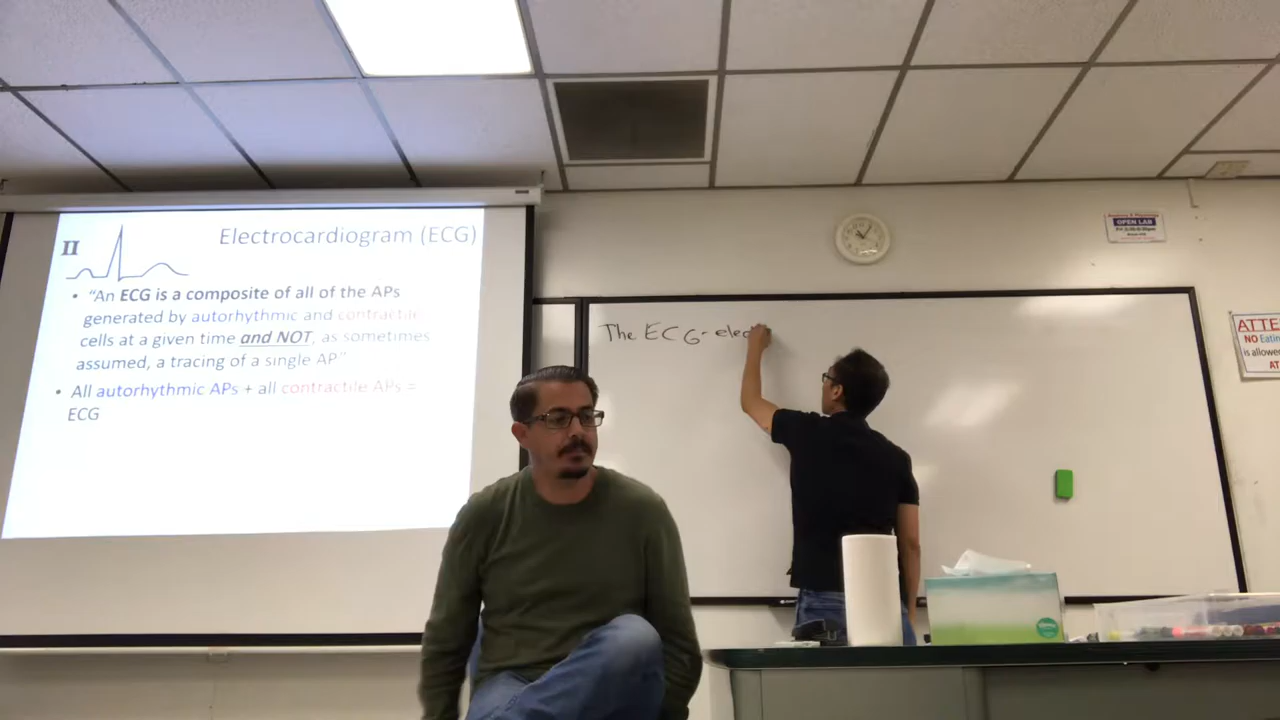 II
Electrocardiogram (ECG)
• "An ECG is a composite of all of the APs
generated by autorhythmic and contractile
cells at a given time and NOT, as sometimes
assumed, a tracing of a single AP"
• All autorhythmic APs + all contractile APs =
ECG
The ECG- elec
OPEN LAB
ATTE
NO Eatin
is allowe
AT